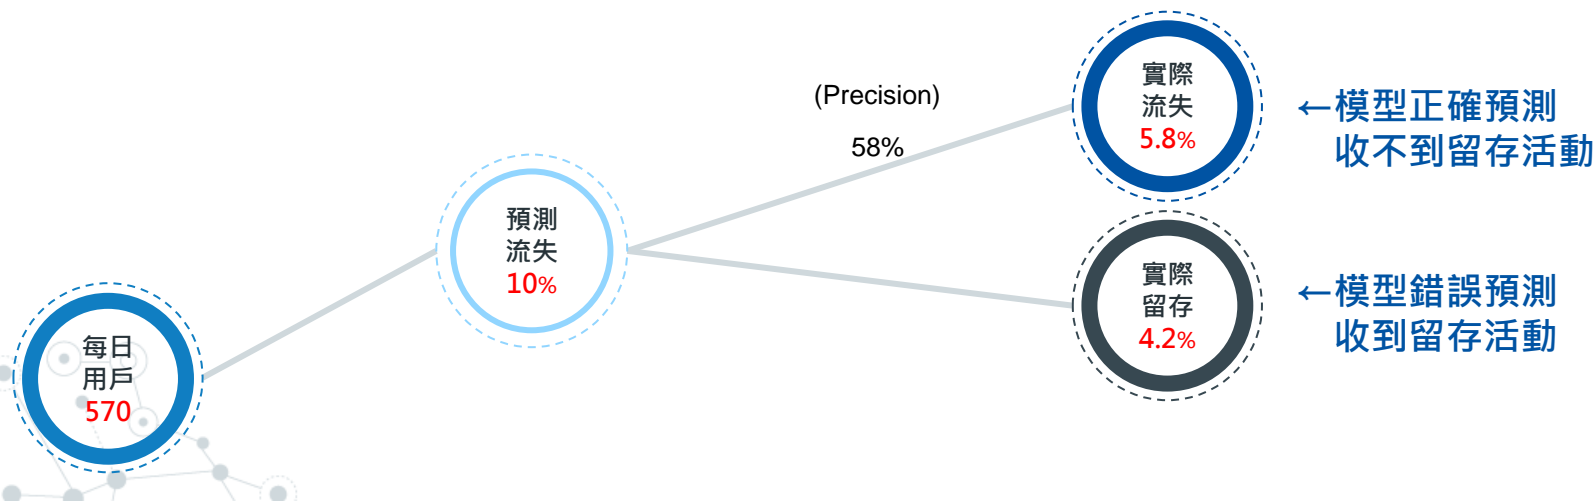 每日
用戶
570
預測
流失
10%
(Precision)
58%
實際
流失
5.8%
←模型正確預測
收不到留存活動
實際
留存
4.2%
←模型錯誤預測
收到留存活動